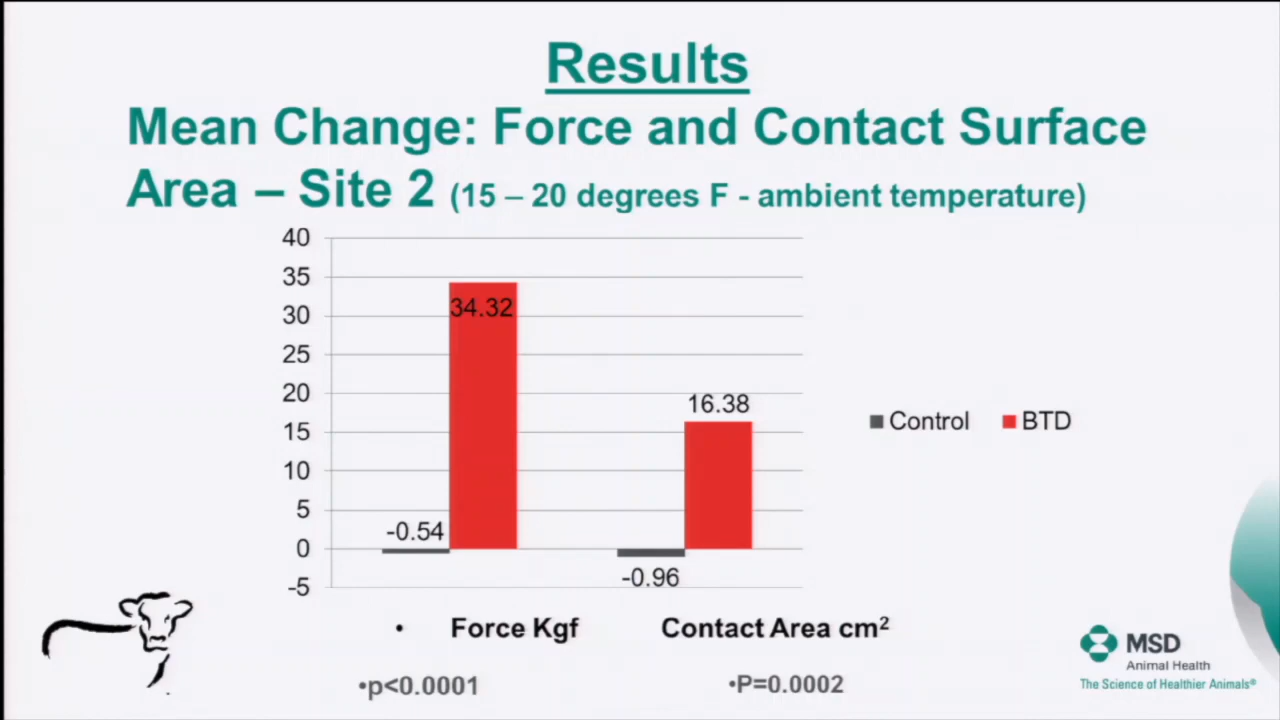 Results
Mean Change: Force and Contact Surface
Area – Site 2 (15 – 20 degrees F - ambient temperature)
40
35
30
25
20
15
10
5
0
-5
34.32
16.38
-0.54
-0.96
Control
BTD
• Force Kgf
Contact Area cm²
•p<0.0001
•P=0.0002
MSD
Animal Health
The Science of Healthier Animals®